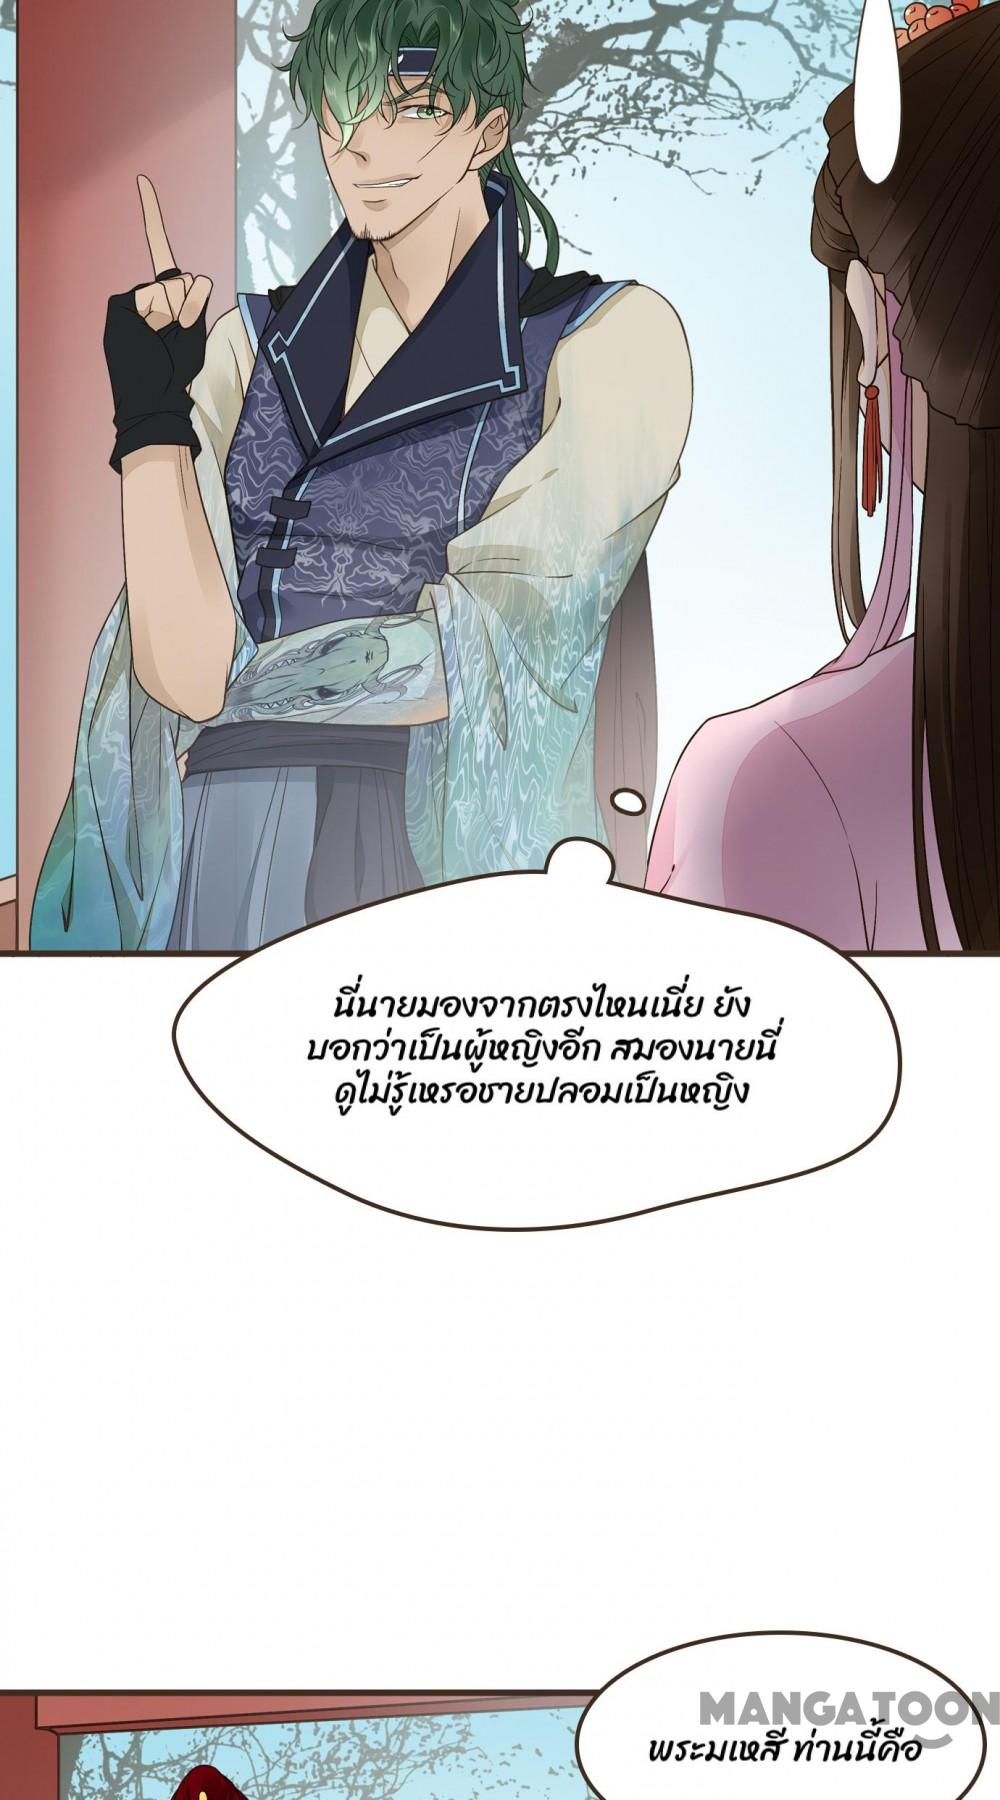 นี่นายมองจากตรงไหนเนี่ย ยัง
บอกว่าเป็นผู้หญิงอีก สมองนายนี่
ดูไม่รู้เหรอชายปลอมเป็นหญิง
MANGATOON
พระมเหสี ท่านนี้คือ